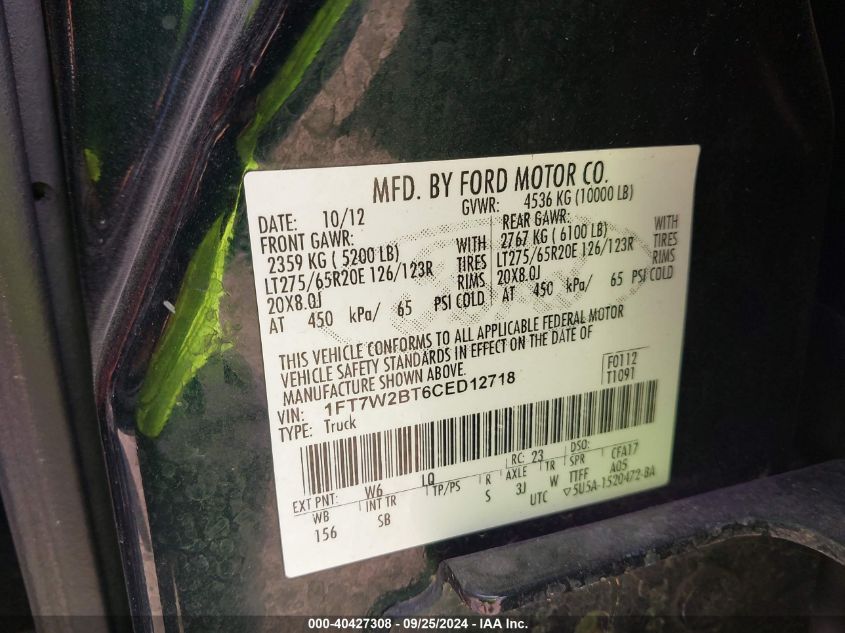 MFD. BY FORD MOTOR CO.
DATE: 10/12 GVWR: 4536 KG (10000 LB)
FRONT GAWR: REAR GAWR:
2359 KG ( 5200 LB) WITH 2767 KG ( 6100 LB) WITH
LT275/65R20E 126/123R TIRES LT275/65R20E 126/123R TIRES
20X8.0J RIMS 20X8.0J RIMS
AT 450 kPa/ 65 PSI COLD AT 450 kPa/ 65 PSI COLD
THIS VEHICLE CONFORMS TO ALL APPLICABLE FEDERAL MOTOR
VEHICLE SAFETY STANDARDS IN EFFECT ON THE DATE OF
MANUFACTURE SHOWN ABOVE.
F0112
VIN: 1FT7W2BT6CED12718
T1091
TYPE: Truck
EXT PNT: W6 LQ RC: 23 DSO:
WB INT TR TP/PS R AXLE TR SPR CFA17
156 SB S 3J W TTFF A05
UTC ▽5U5A-1520472-BA
000-40427308 - 09/25/2024 - IAA, Inc.